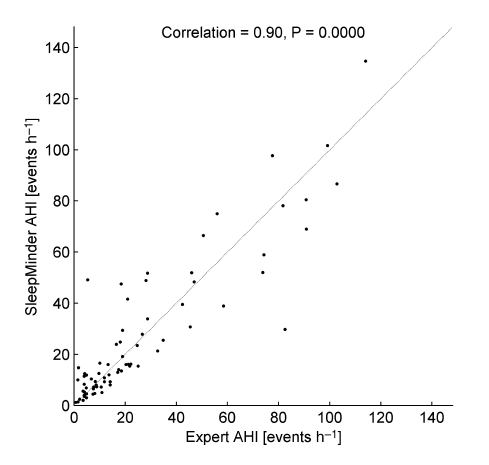 Correlation = 0.90, P = 0.0000
140
120
100
80
60
40
20
0
SleepMinder AHI [events h⁻¹]
0 20 40 60 80 100 120 140
Expert AHI [events h⁻¹]